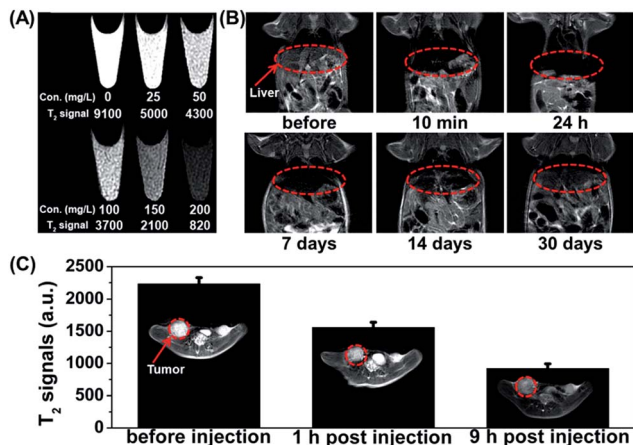 (A)
Con. (mg/L) 0 25 50
T2 signal 9100 5000 4300
Con. (mg/L) 100 150 200
T2 signal 3700 2100 820
(B)
Liver
before 10 min 24 h
7 days 14 days 30 days
(C)
T2 signals (a.u.)
2500
2000
1500
1000
500
0
Tumor
before injection 1 h post injection 9 h post injection